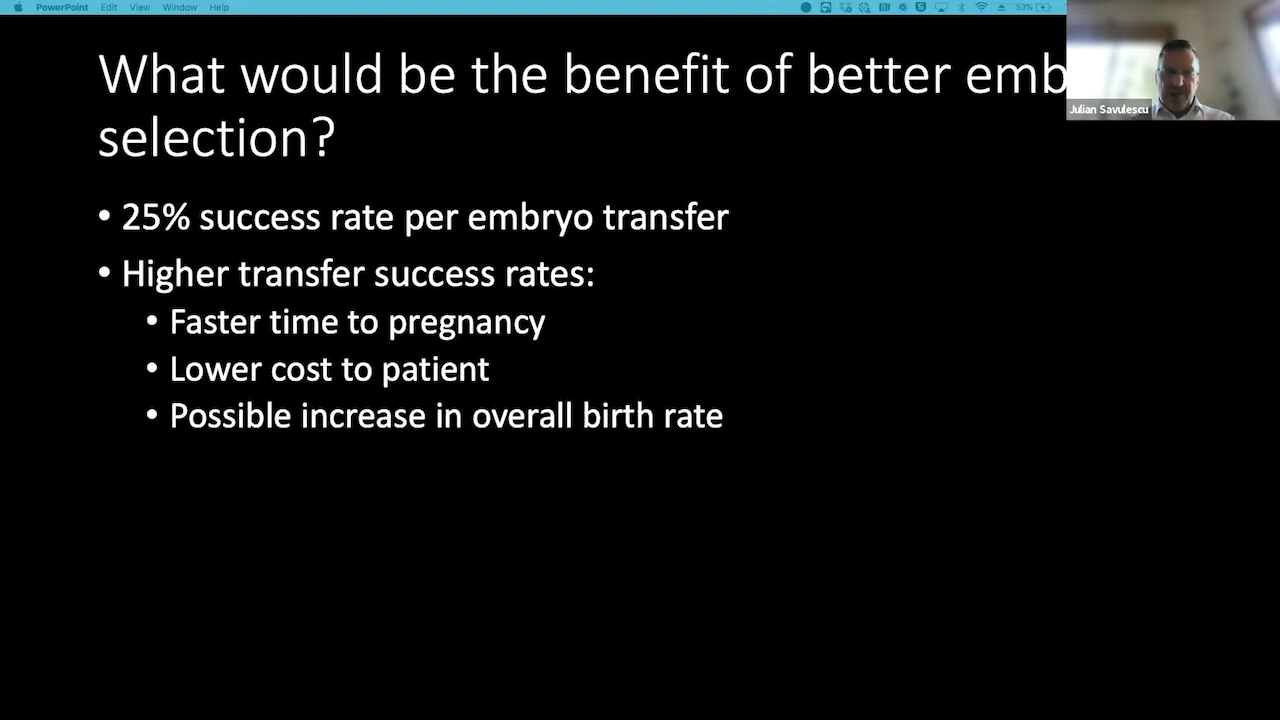 PowerPoint Edit View Window Help
53%
What would be the benefit of better emb
selection?
Julian Savulescu
• 25% success rate per embryo transfer
• Higher transfer success rates:
• Faster time to pregnancy
• Lower cost to patient
• Possible increase in overall birth rate